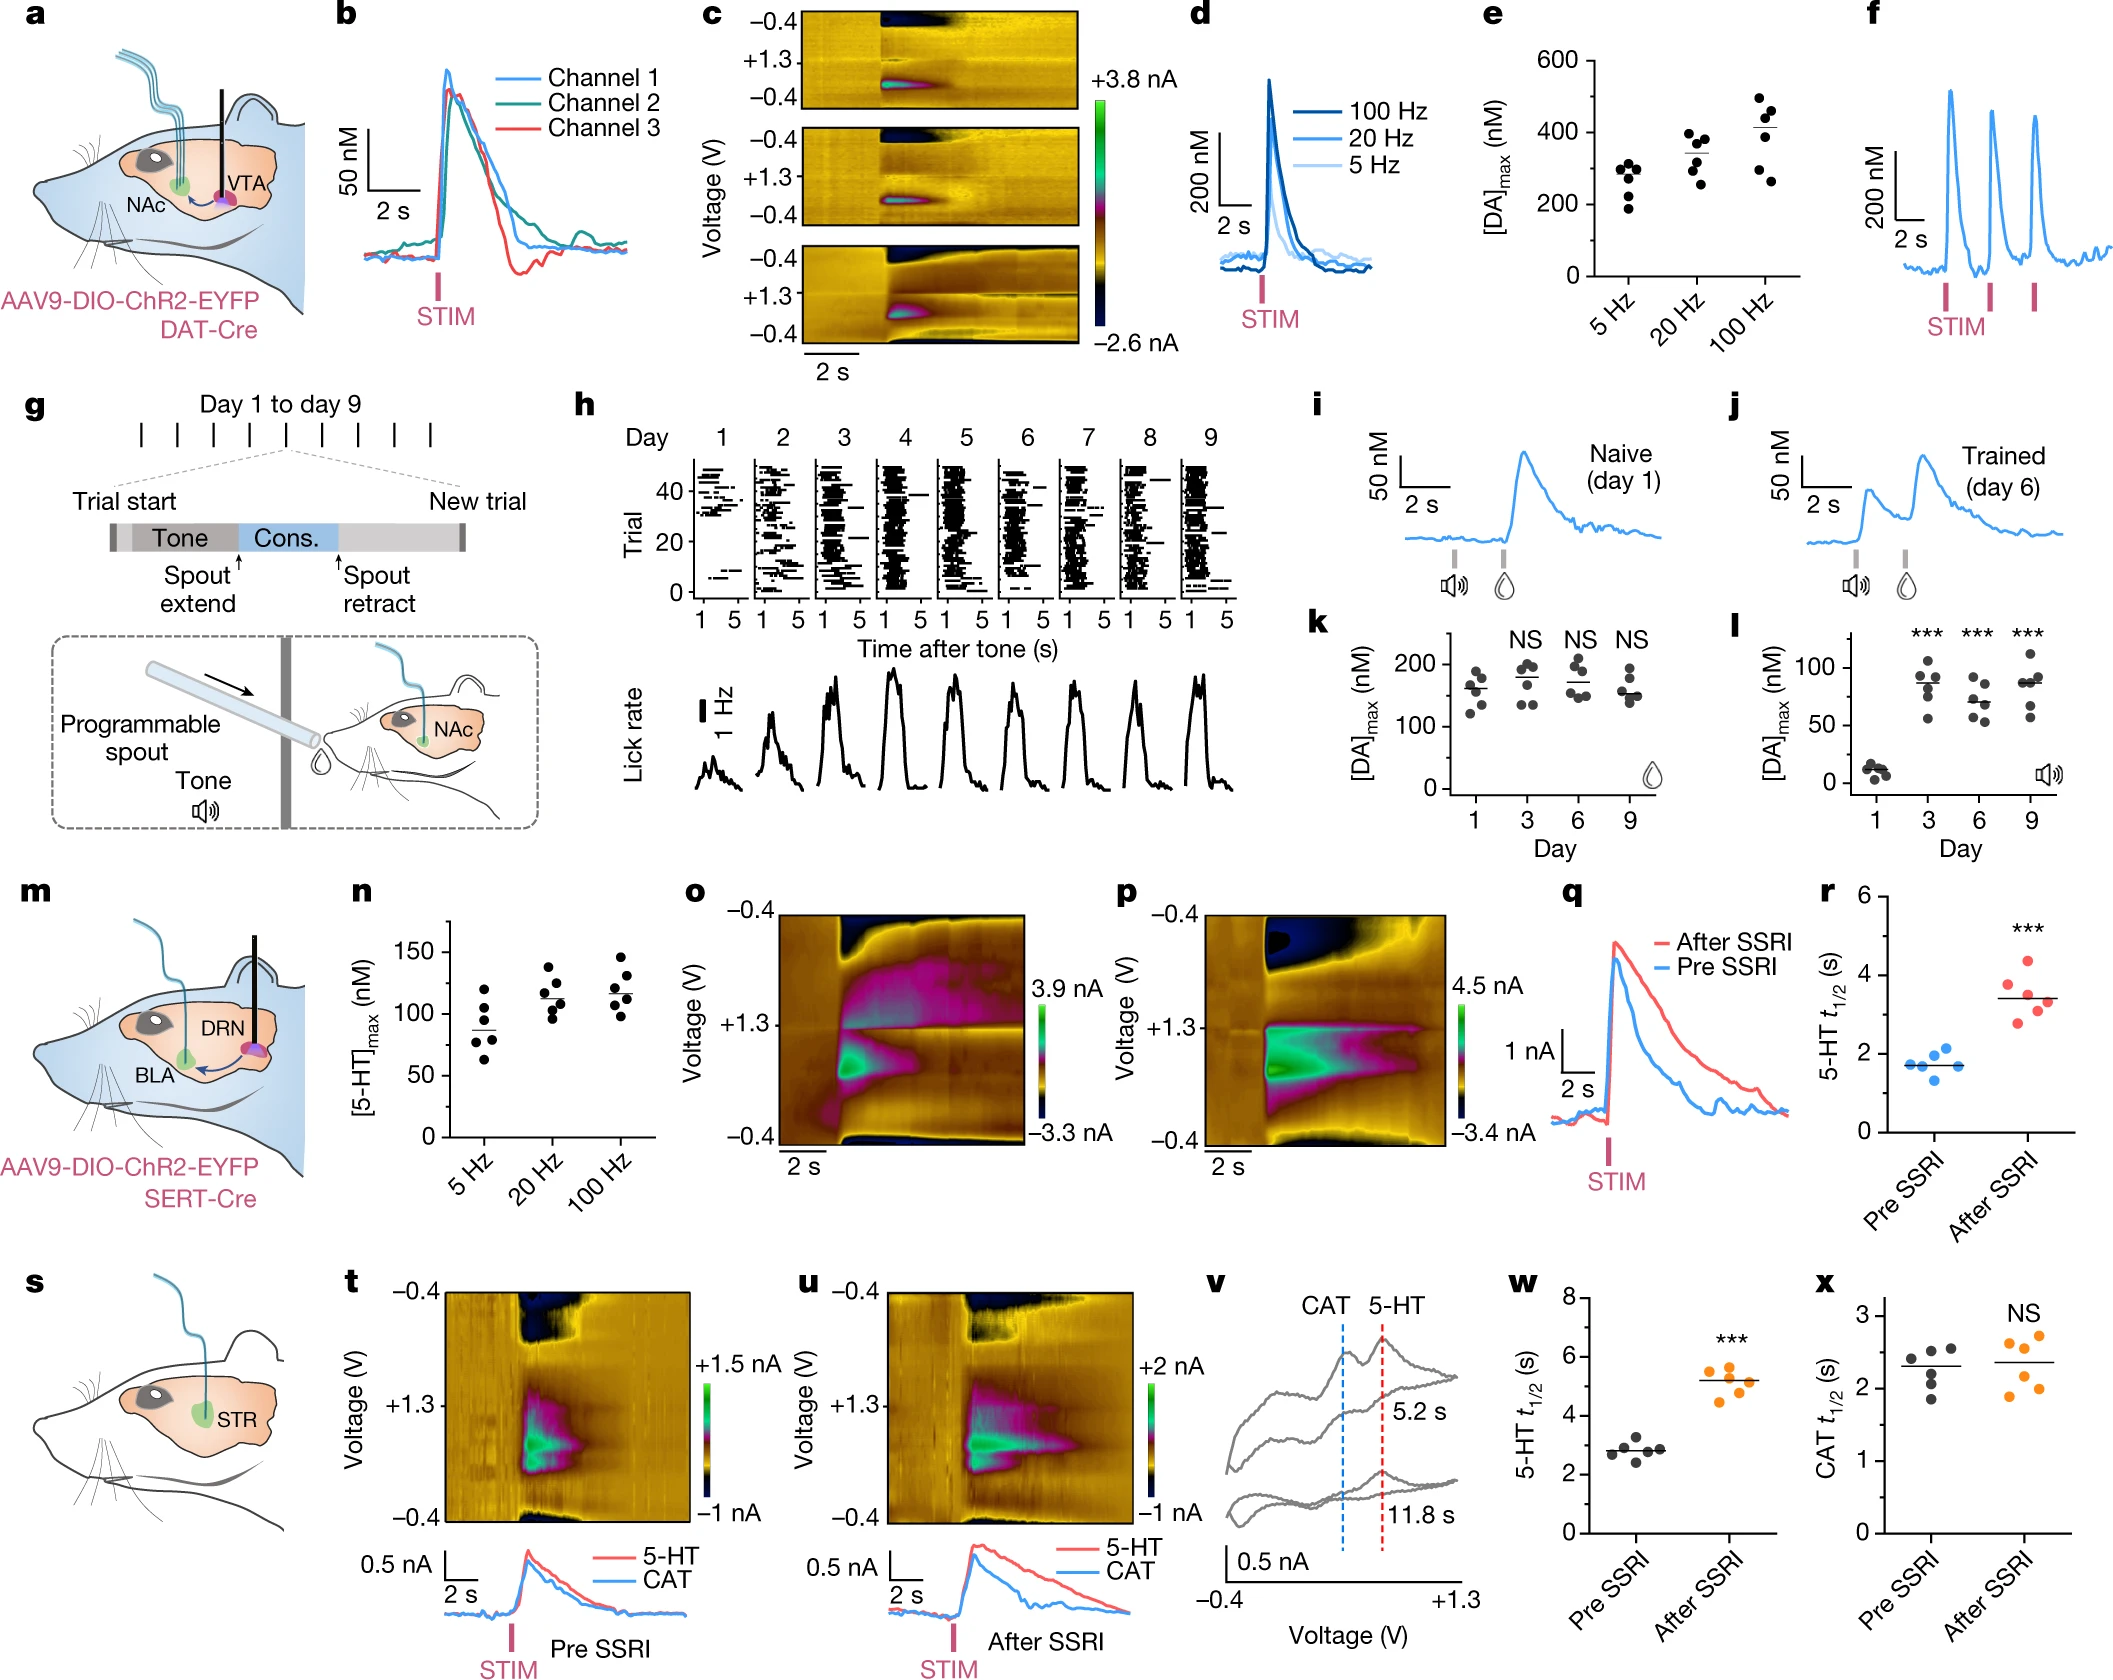 a
NAc
VTA
AAV9-DIO-ChR2-EYFP
DAT-Cre
b
Channel 1
Channel 2
Channel 3
50 nM
2 s
STIM
c
Voltage (V)
−0.4
+1.3
−0.4
−0.4
+1.3
−0.4
−0.4
+1.3
−0.4
2 s
+3.8 nA
−2.6 nA
d
100 Hz
20 Hz
5 Hz
200 nM
2 s
STIM
e
[DA]max (nM)
600
400
200
0
5 Hz
20 Hz
100 Hz
f
200 nM
2 s
STIM
g
Day 1 to day 9
Trial start
New trial
Tone
Cons.
Spout
extend
Spout
retract
Programmable
spout
Tone
NAc
h
Day 1 2 3 4 5 6 7 8 9
Trial
40
20
0
1 5 1 5 1 5 1 5 1 5 1 5 1 5 1 5 1 5
Time after tone (s)
Lick rate
1 Hz
i
50 nM
2 s
Naive
(day 1)
j
50 nM
2 s
Trained
(day 6)
k
NS NS NS
[DA]max (nM)
200
100
0
1 3 6 9
Day
l
*** *** ***
[DA]max (nM)
100
50
0
1 3 6 9
Day
m
DRN
BLA
AAV9-DIO-ChR2-EYFP
SERT-Cre
n
[5-HT]max (nM)
150
100
50
0
5 Hz
20 Hz
100 Hz
o
Voltage (V)
−0.4
+1.3
−0.4
2 s
3.9 nA
−3.3 nA
p
Voltage (V)
−0.4
+1.3
−0.4
2 s
4.5 nA
−3.4 nA
q
After SSRI
Pre SSRI
1 nA
2 s
STIM
r
***
5-HT t1/2 (s)
6
4
2
0
Pre SSRI
After SSRI
s
STR
t
Voltage (V)
−0.4
+1.3
−0.4
+1.5 nA
−1 nA
0.5 nA
2 s
5-HT
CAT
STIM
Pre SSRI
u
Voltage (V)
−0.4
+1.3
−0.4
+2 nA
−1 nA
0.5 nA
2 s
5-HT
CAT
STIM
After SSRI
v
CAT 5-HT
5.2 s
11.8 s
0.5 nA
−0.4
+1.3
Voltage (V)
w
***
5-HT t1/2 (s)
8
6
4
2
0
Pre SSRI
After SSRI
x
NS
CAT t1/2 (s)
3
2
1
0
Pre SSRI
After SSRI